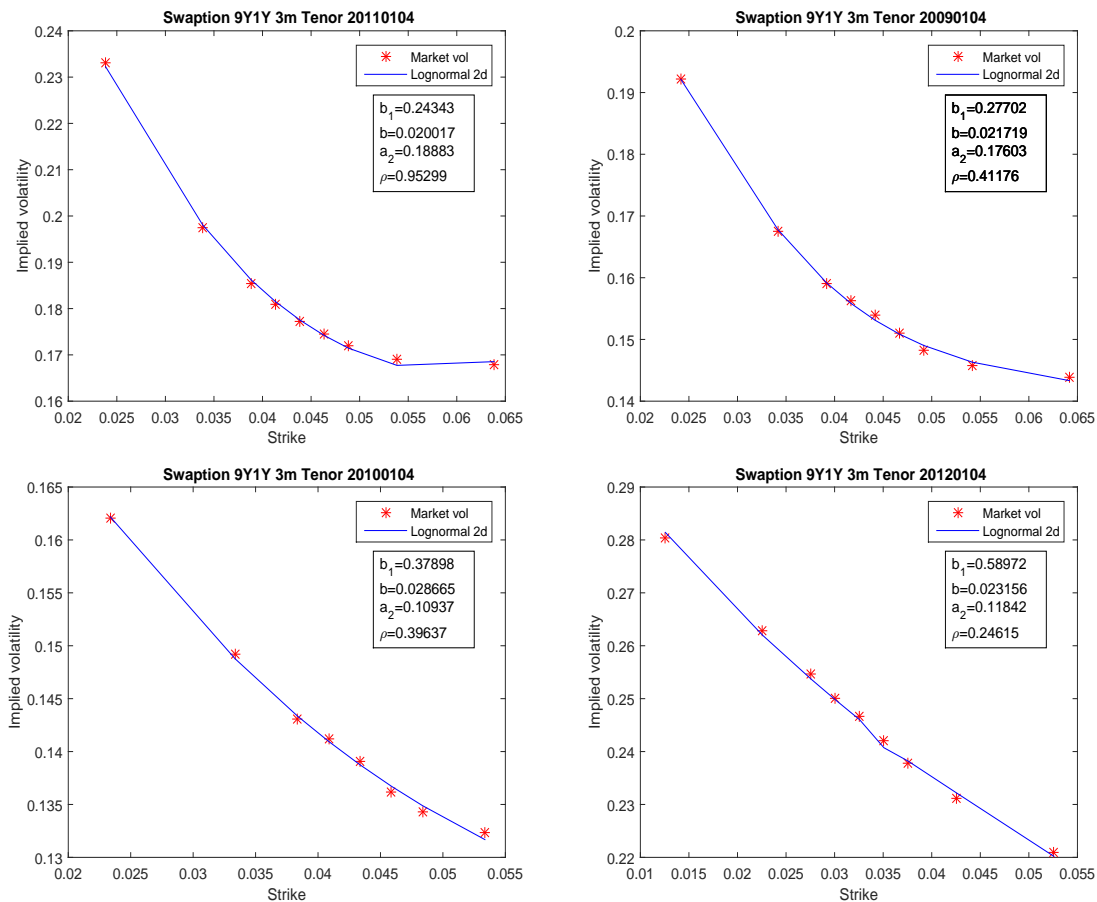 Swaption 9Y1Y 3m Tenor 20110104
0.24
0.23
0.22
0.21
0.2
0.19
0.18
0.17
0.16
Implied volatility
Market vol
Lognormal 2d
b1=0.24343
b=0.020017
a2=0.18883
ρ=0.95299
0.02 0.025 0.03 0.035 0.04 0.045 0.05 0.055 0.06 0.065
Strike
Swaption 9Y1Y 3m Tenor 20090104
0.2
0.19
0.18
0.17
0.16
0.15
0.14
Implied volatility
Market vol
Lognormal 2d
b1=0.27702
b=0.021719
a2=0.17603
ρ=0.41176
0.02 0.025 0.03 0.035 0.04 0.045 0.05 0.055 0.06 0.065
Strike
Swaption 9Y1Y 3m Tenor 20100104
0.165
0.16
0.155
0.15
0.145
0.14
0.135
0.13
Implied volatility
Market vol
Lognormal 2d
b1=0.37898
b=0.028665
a2=0.10937
ρ=0.39637
0.02 0.025 0.03 0.035 0.04 0.045 0.05 0.055
Strike
Swaption 9Y1Y 3m Tenor 20120104
0.29
0.28
0.27
0.26
0.25
0.24
0.23
0.22
Implied volatility
Market vol
Lognormal 2d
b1=0.58972
b=0.023156
a2=0.11842
ρ=0.24615
0.01 0.015 0.02 0.025 0.03 0.035 0.04 0.045 0.05 0.055
Strike